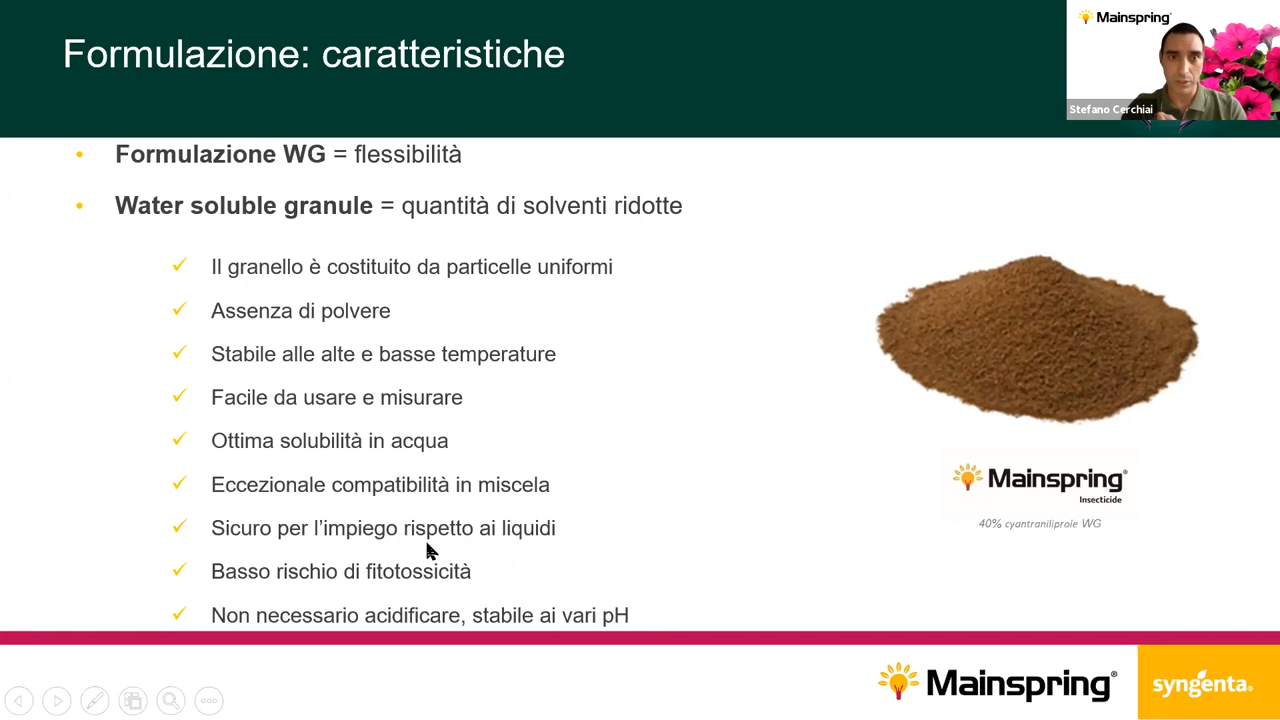 Formulazione: caratteristiche
Mainspring
Stefano Cerchiai
• Formulazione WG = flessibilità
• Water soluble granule = quantità di solventi ridotte
✓ Il granello è costituito da particelle uniformi
✓ Assenza di polvere
✓ Stabile alle alte e basse temperature
✓ Facile da usare e misurare
✓ Ottima solubilità in acqua
✓ Eccezionale compatibilità in miscela
✓ Sicuro per l’impiego rispetto ai liquidi
✓ Basso rischio di fitotossicità
✓ Non necessario acidificare, stabile ai vari pH
Mainspring
Insecticide
40% cyantraniliprole WG
Mainspring
syngenta